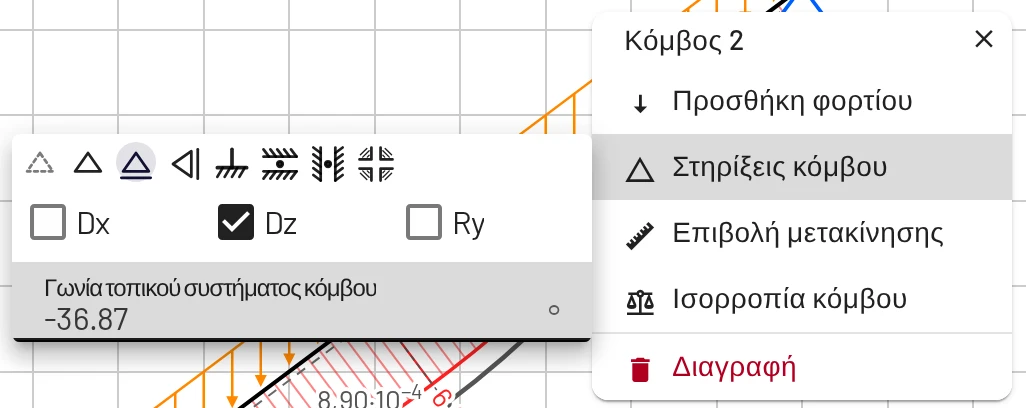 Κόμβος 2
Προσθήκη φορτίου
Στηρίξεις κόμβου
Επιβολή μετακίνησης
Ισορροπία κόμβου
Διαγραφή
Dx
Dz
Ry
Γωνία τοπικού συστήματος κόμβου
-36.87 °
8,90·10⁻⁴